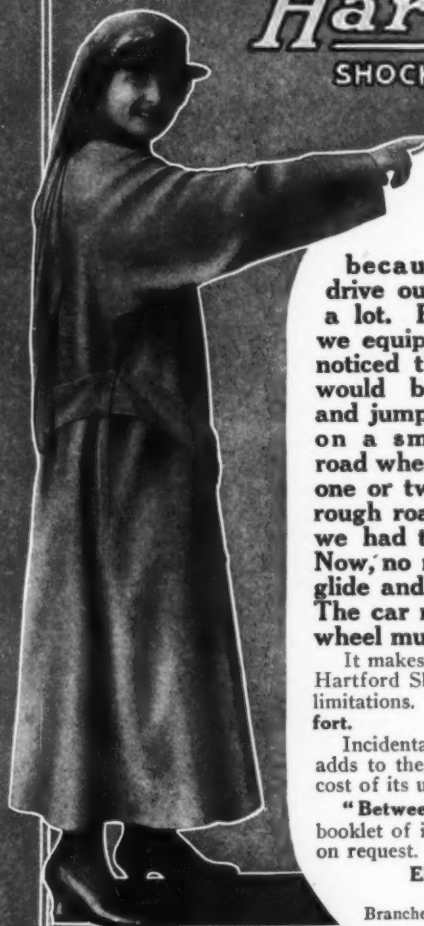 Har
SHOCK
becau
drive ou
a lot. E
we equip
noticed t
would b
and jump
on a sm
road whe
one or tw
rough roa
we had t
Now, no r
glide and
The car r
wheel mu
It makes
Hartford Sh
limitations.
fort.
Incidenta
adds to the
cost of its u
"Betwee
booklet of i
on request.
E
Branche